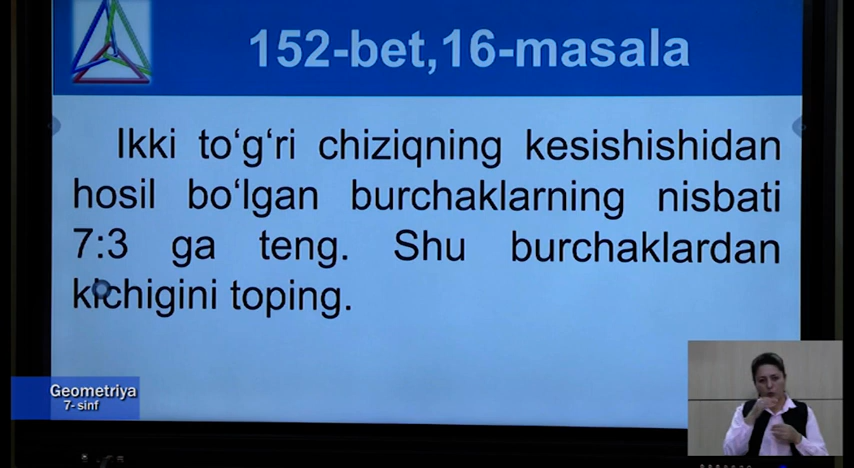 152-bet,16-masala
Ikki to‘g‘ri chiziqning kesishishidan
hosil bo‘lgan burchaklarning nisbati
7:3 ga teng. Shu burchaklardan
kichigini toping.
Geometriya
7- sinf